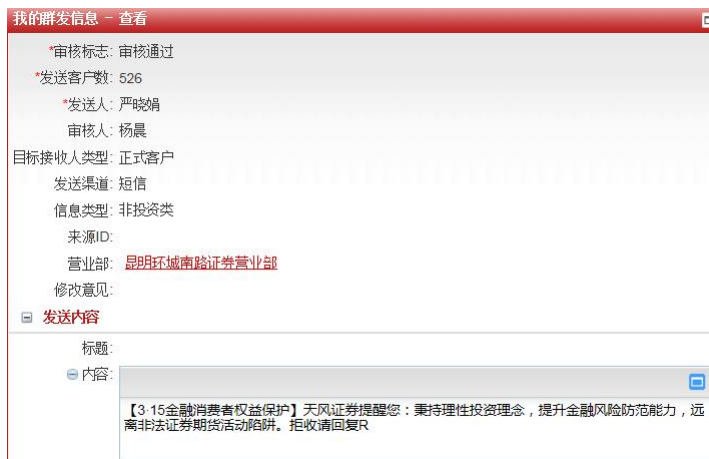 我的群发信息 - 查看
*审核标志: 审核通过
*发送客户数: 526
*发送人: 严晓娟
审核人: 杨晨
目标接收人类型: 正式客户
发送渠道: 短信
信息类型: 非投资类
来源ID:
营业部: 昆明环城南路证券营业部
修改意见:
发送内容
标题:
内容:
【3·15金融消费者权益保护】天风证券提醒您：秉持理性投资理念，提升金融风险防范能力，远
离非法证券期货活动陷阱。拒收请回复R